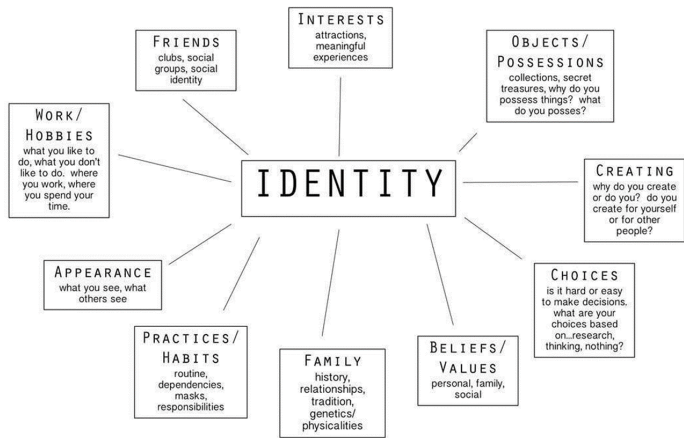 INTERESTS
attractions,
meaningful
experiences
FRIENDS
clubs, social
groups, social
identity
OBJECTS/
POSSESSIONS
collections, secret
treasures, why do you
possess things? what
do you posses?
WORK/
HOBBIES
what you like to
do, what you don't
like to do. where
you work, where
you spend your
time.
IDENTITY
CREATING
why do you create
or do you? do you
create for yourself
or for other
people?
APPEARANCE
what you see, what
others see
CHOICES
is it hard or easy
to make decisions.
what are your
choices based
on...research,
thinking, nothing?
PRACTICES/
HABITS
routine,
dependencies,
masks,
responsibilities
FAMILY
history,
relationships,
tradition,
genetics/
physicalities
BELIEFS/
VALUES
personal, family,
social